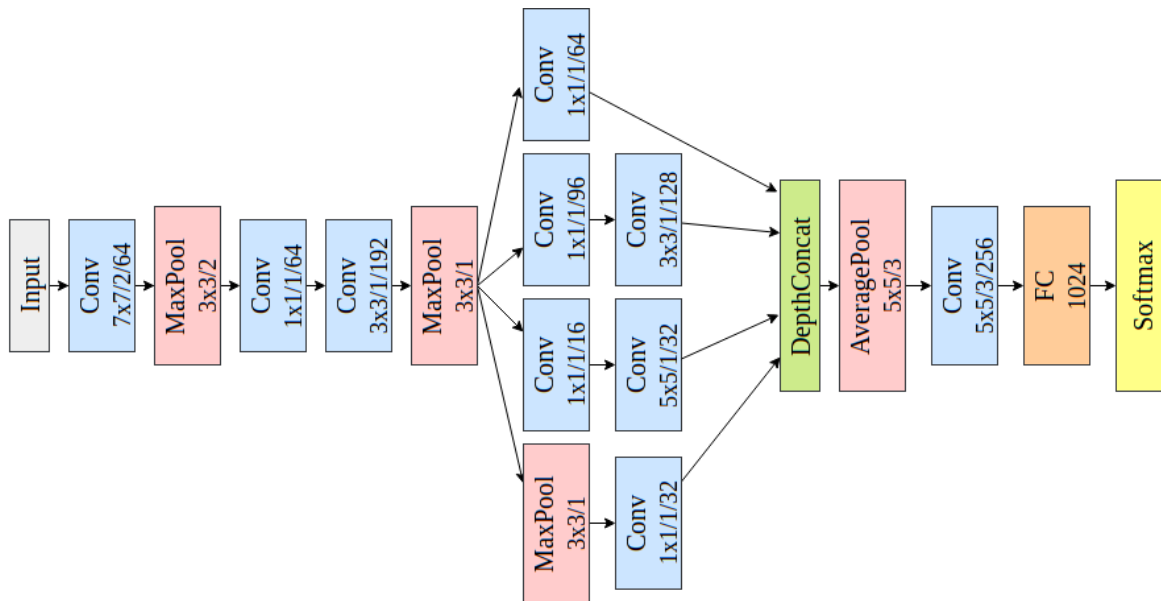 Input
Conv
7x7/2/64
MaxPool
3x3/2
Conv
1x1/1/64
Conv
3x3/1/192
MaxPool
3x3/1
Conv
1x1/1/64
Conv
1x1/1/96
Conv
3x3/1/128
Conv
1x1/1/16
Conv
5x5/1/32
MaxPool
3x3/1
Conv
1x1/1/32
DepthConcat
AveragePool
5x5/3
Conv
5x5/3/256
FC
1024
Softmax